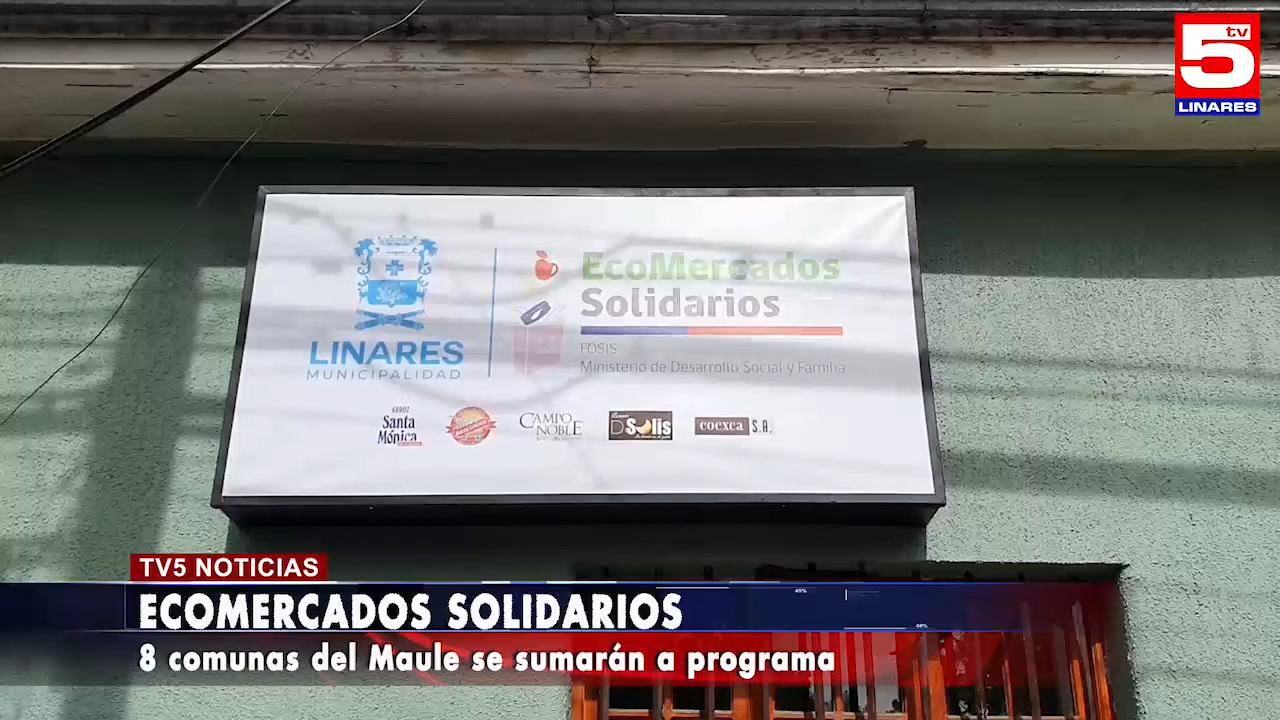 5
tv
LINARES
LINARES
MUNICIPALIDAD
EcoMercados
Solidarios
FOSIS
Ministerio de Desarrollo Social y Familia
ARROZ
Santa
Mónica
CAMPO
NOBLE
DSolis
coexca S.A.
TV5 NOTICIAS
ECOMERCADOS SOLIDARIOS
8 comunas del Maule se sumarán a programa